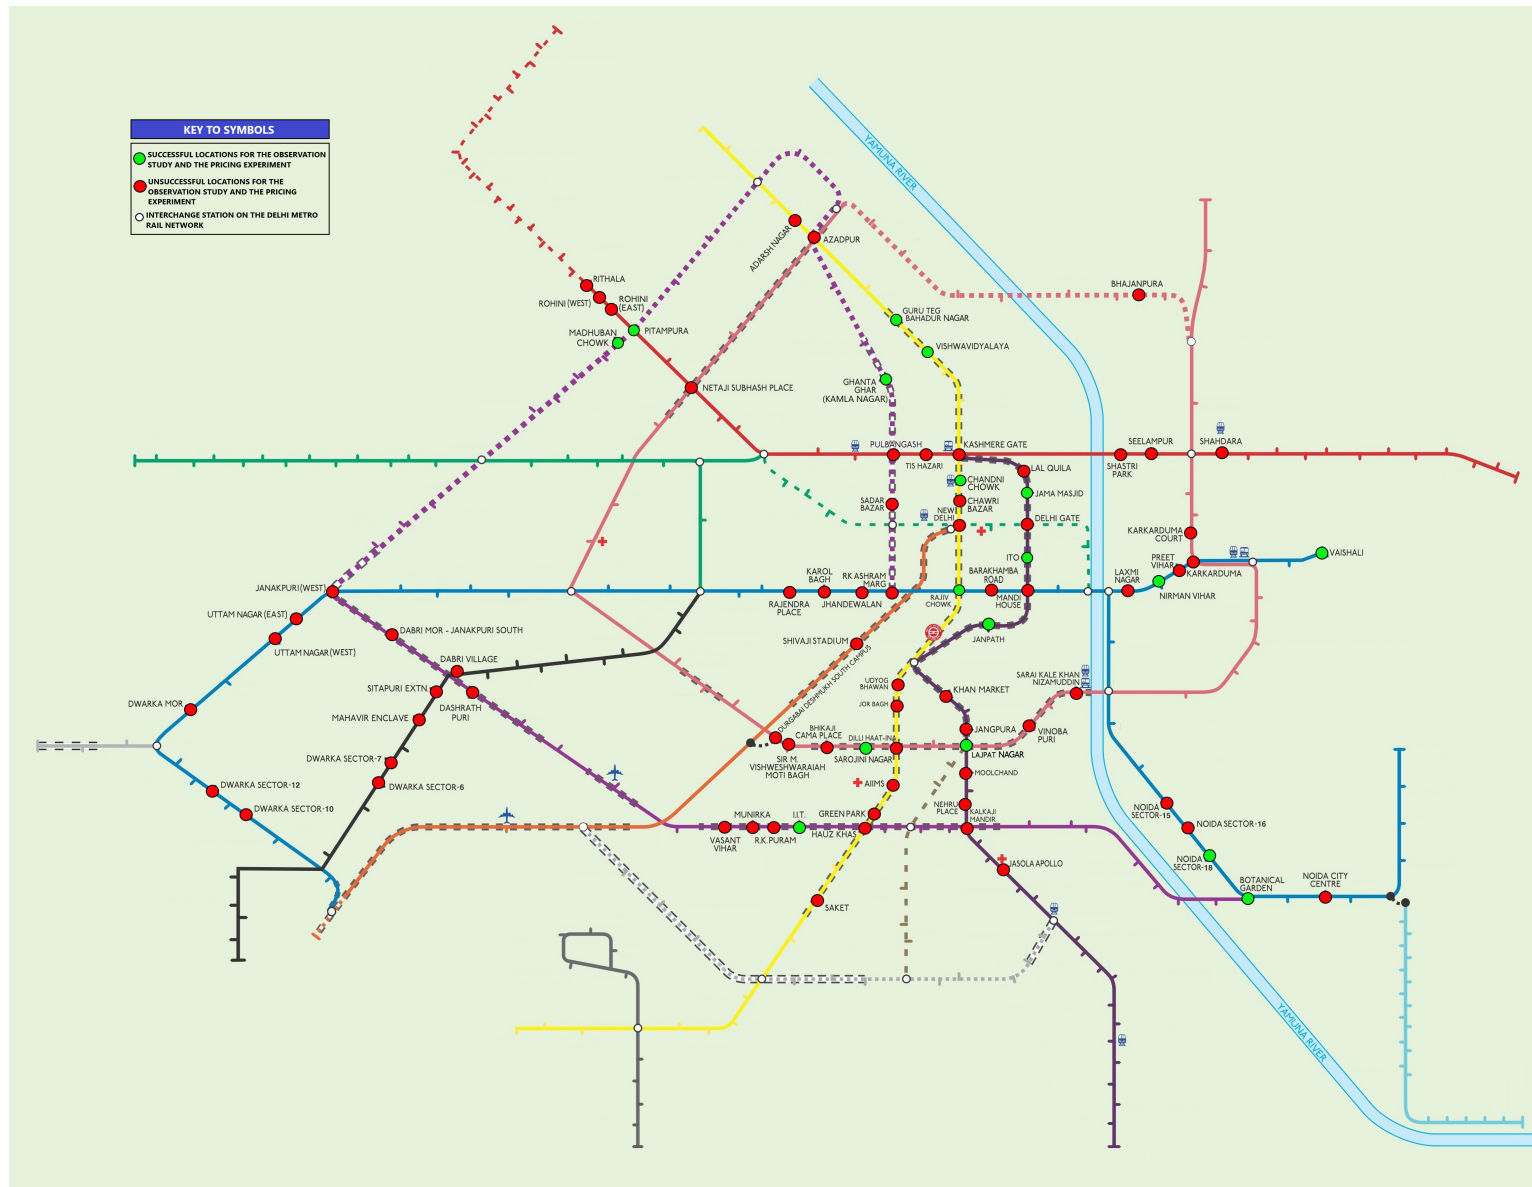 KEY TO SYMBOLS
SUCCESSFUL LOCATIONS FOR THE OBSERVATION
STUDY AND THE PRICING EXPERIMENT
UNSUCCESSFUL LOCATIONS FOR THE
OBSERVATION STUDY AND THE PRICING
EXPERIMENT
INTERCHANGE STATION ON THE DELHI METRO
RAIL NETWORK
YAMUNA RIVER
ADARSH NAGAR
AZADPUR
RITHALA
ROHINI (WEST)
ROHINI
(EAST)
BHAJANPURA
MADHUBAN
CHOWK
PITAMPURA
GURU TEG
BAHADUR NAGAR
VISHWAVIDYALAYA
GHANTA
GHAR
(KAMLA NAGAR)
NETAJI SUBHASH PLACE
PULBANGASH
TIS HAZARI
KASHMERE GATE
SEELAMPUR
SHAHDARA
SHASTRI
PARK
LAL QUILA
CHANDNI
CHOWK
JAMA MASJID
SADAR
BAZAR
CHAWRI
BAZAR
NEW
DELHI
DELHI GATE
KARKARDUMA
COURT
ITO
PREET
VIHAR
KARKARDUMA
VAISHALI
JANAKPURI (WEST)
KAROL
BAGH
RK ASHRAM
MARG
RAJENDRA
PLACE
JHANDEWALAN
BARAKHAMBA
ROAD
RAJIV
CHOWK
MANDI
HOUSE
LAXMI
NAGAR
NIRMAN VIHAR
UTTAM NAGAR (EAST)
UTTAM NAGAR (WEST)
DABRI MOR - JANAKPURI SOUTH
SHIVAJI STADIUM
JANPATH
DABRI VILLAGE
SITAPURI EXTN.
DASHRATH
PURI
DURGABAI DESHMUKH SOUTH CAMPUS
UDYOG
BHAWAN
KHAN MARKET
SARAI KALE KHAN
NIZAMUDDIN
DWARKA MOR
MAHAVIR ENCLAVE
JOR BAGH
BHIKAJI
CAMA PLACE
DILLI HAAT-INA
JANGPURA
VINOBA
PURI
SIR M.
VISHWESHWARAIAH
MOTI BAGH
SAROJINI NAGAR
LAJPAT NAGAR
DWARKA SECTOR-7
DWARKA SECTOR-6
DWARKA SECTOR-12
DWARKA SECTOR-10
AIIMS
MOOLCHAND
NEHRU
PLACE
KALKAJI
MANDIR
MUNIRKA
I.I.T.
GREEN PARK
VASANT
VIHAR
R.K. PURAM
HAUZ KHAS
NOIDA
SECTOR-15
NOIDA SECTOR-16
NOIDA
SECTOR-18
JASOLA APOLLO
BOTANICAL
GARDEN
NOIDA CITY
CENTRE
SAKET
YAMUNA RIVER